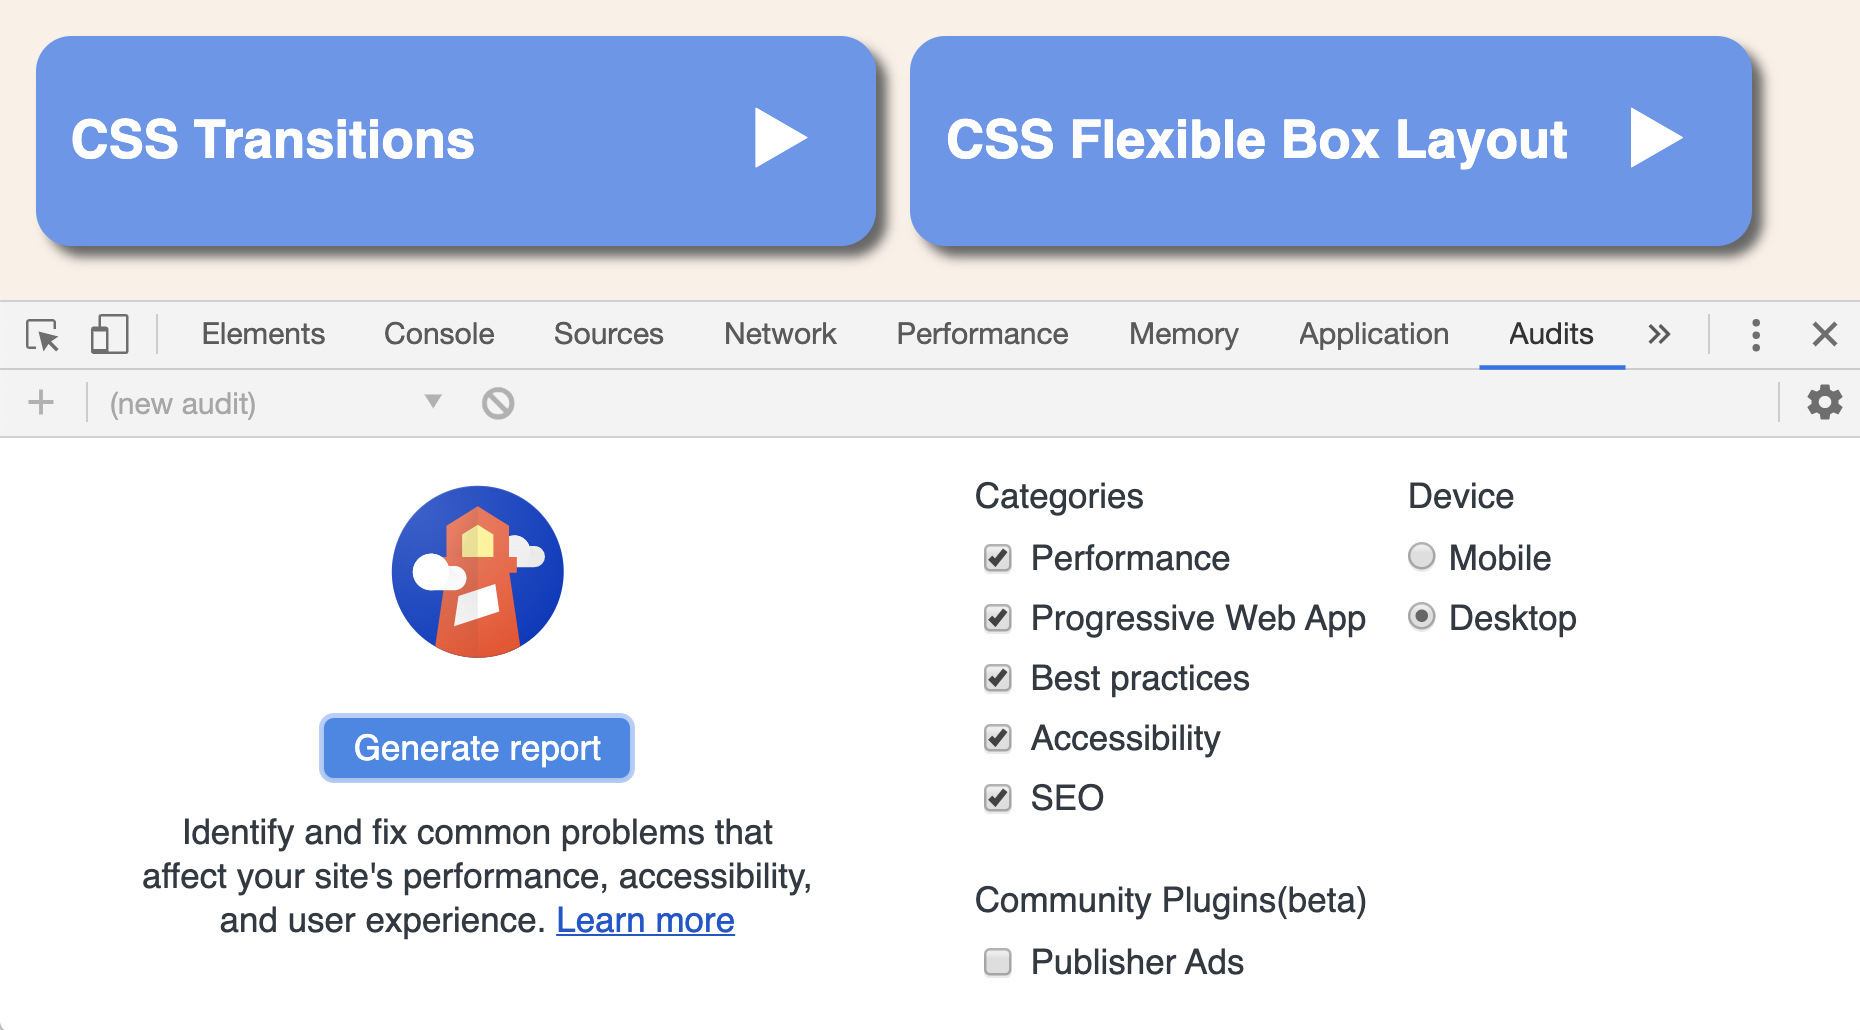 CSS Transitions
CSS Flexible Box Layout
Elements Console Sources Network Performance Memory Application Audits
(new audit)
Generate report
Identify and fix common problems that
affect your site's performance, accessibility,
and user experience. Learn more
Categories
Performance
Progressive Web App
Best practices
Accessibility
SEO
Device
Mobile
Desktop
Community Plugins(beta)
Publisher Ads